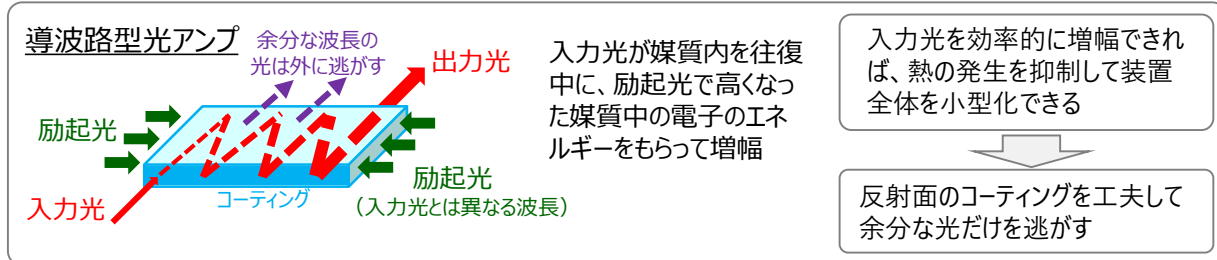 導波路型光アンプ
余分な波長の
光は外に逃がす
出力光
励起光
入力光
コーティング
励起光
（入力光とは異なる波長）
入力光が媒質内を往復
中に、励起光で高くなっ
た媒質中の電子のエネ
ルギーをもらって増幅
入力光を効率的に増幅できれ
ば、熱の発生を抑制して装置
全体を小型化できる
反射面のコーティングを工夫して
余分な光だけを逃がす